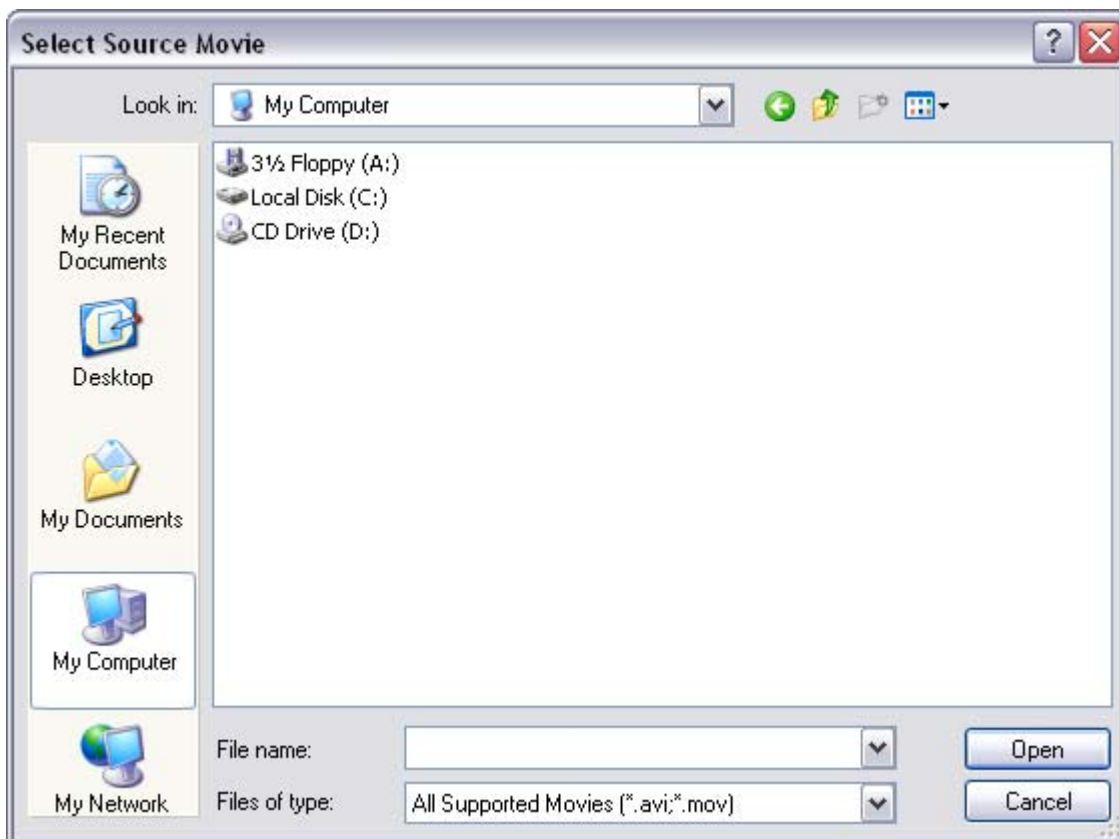 Select Source Movie
Look in:
My Computer
3½ Floppy (A:)
Local Disk (C:)
CD Drive (D:)
My Recent
Documents
Desktop
My Documents
My Computer
My Network
File name:
Open
Files of type:
All Supported Movies (*.avi;*.mov)
Cancel